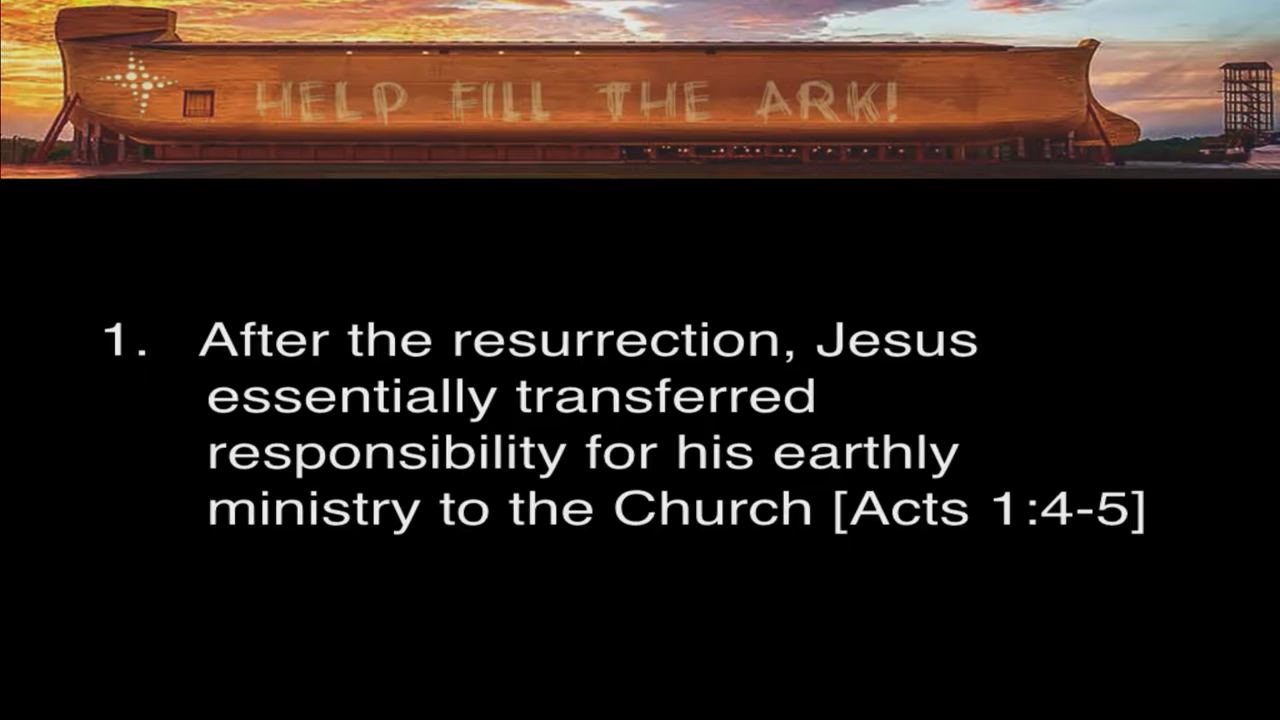 HELP FILL THE ARK!
1. After the resurrection, Jesus
essentially transferred
responsibility for his earthly
ministry to the Church [Acts 1:4-5]